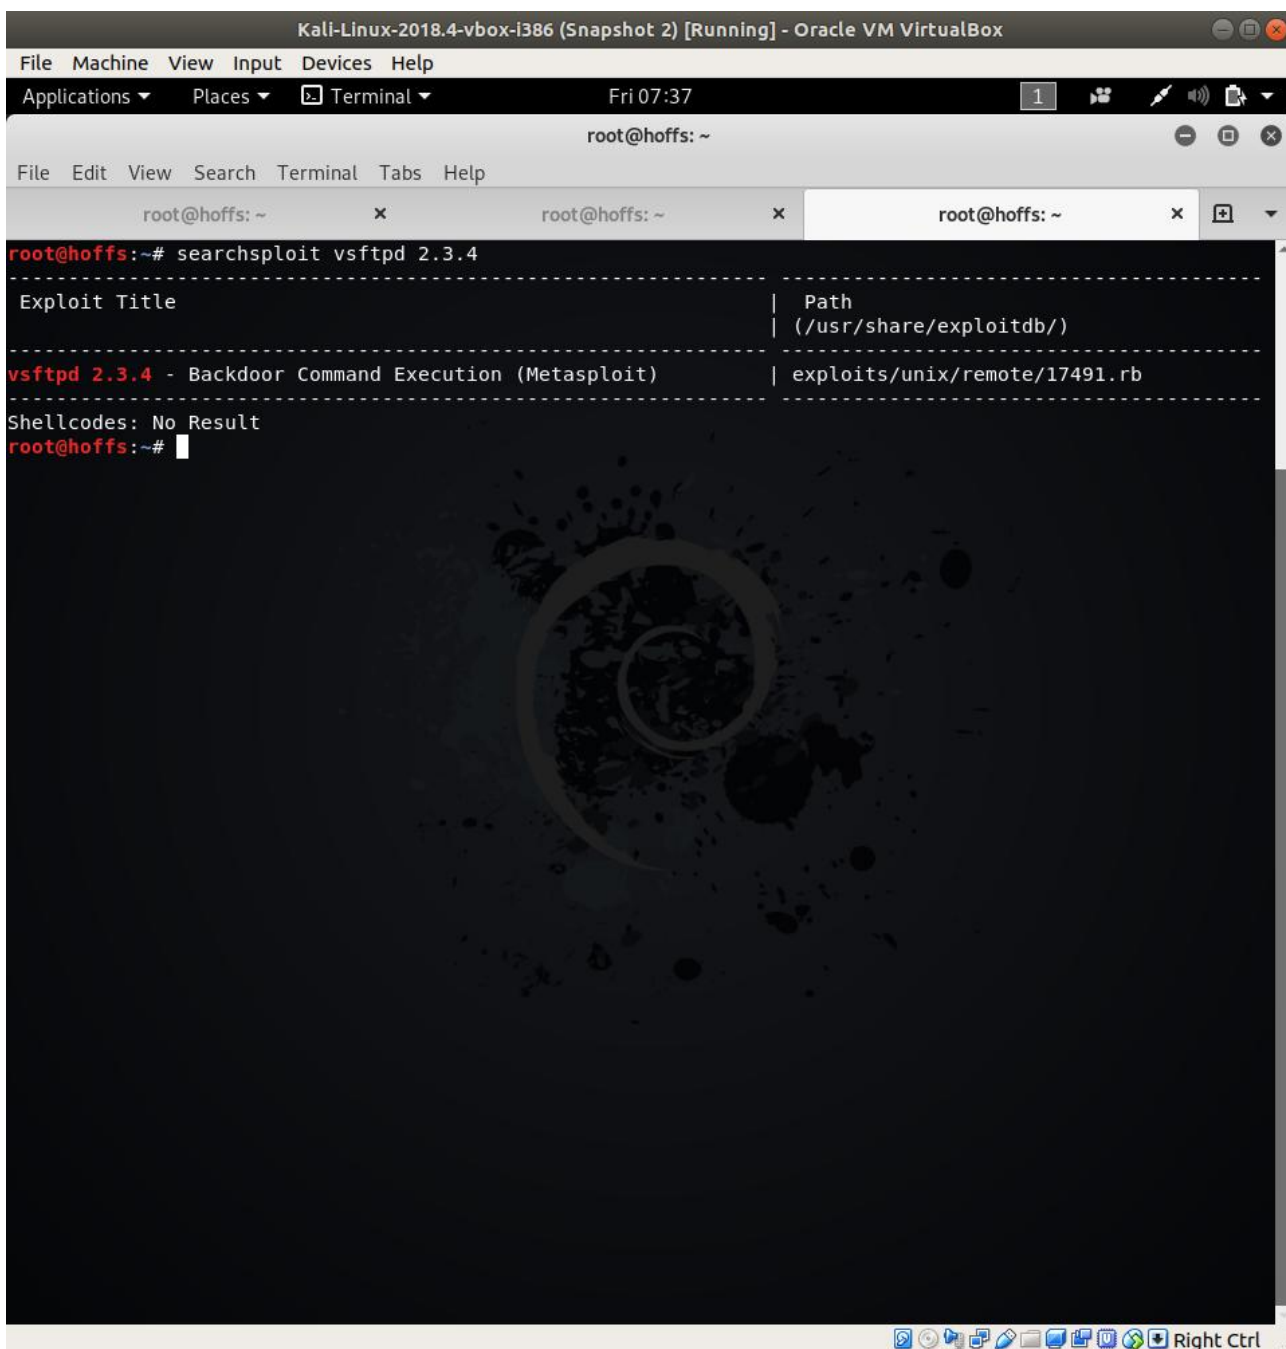 Kali-Linux-2018.4-vbox-i386 (Snapshot 2) [Running] - Oracle VM VirtualBox
File Machine View Input Devices Help
Applications Places Terminal Fri 07:37 1
root@hoffs: ~
File Edit View Search Terminal Tabs Help
root@hoffs: ~ root@hoffs: ~ root@hoffs: ~
root@hoffs:~# searchsploit vsftpd 2.3.4
--------------------------------------------------------------- ----------------------------------------
Exploit Title | Path
| (/usr/share/exploitdb/)
--------------------------------------------------------------- ----------------------------------------
vsftpd 2.3.4 - Backdoor Command Execution (Metasploit) | exploits/unix/remote/17491.rb
--------------------------------------------------------------- ----------------------------------------
Shellcodes: No Result
root@hoffs:~#
Right Ctrl